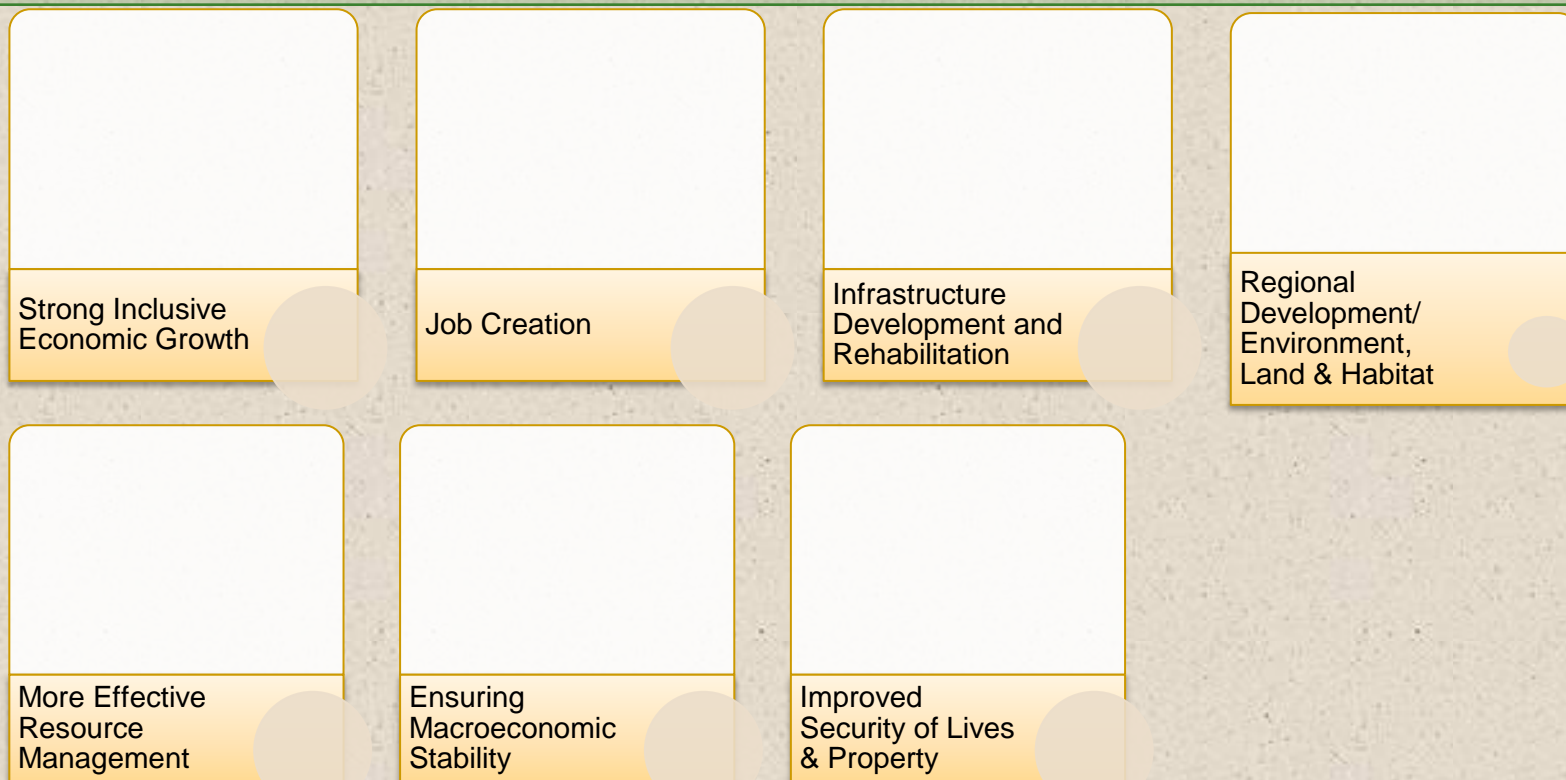 Strong Inclusive
Economic Growth
Job Creation
Infrastructure
Development and
Rehabilitation
Regional
Development/
Environment,
Land & Habitat
More Effective
Resource
Management
Ensuring
Macroeconomic
Stability
Improved
Security of Lives
& Property